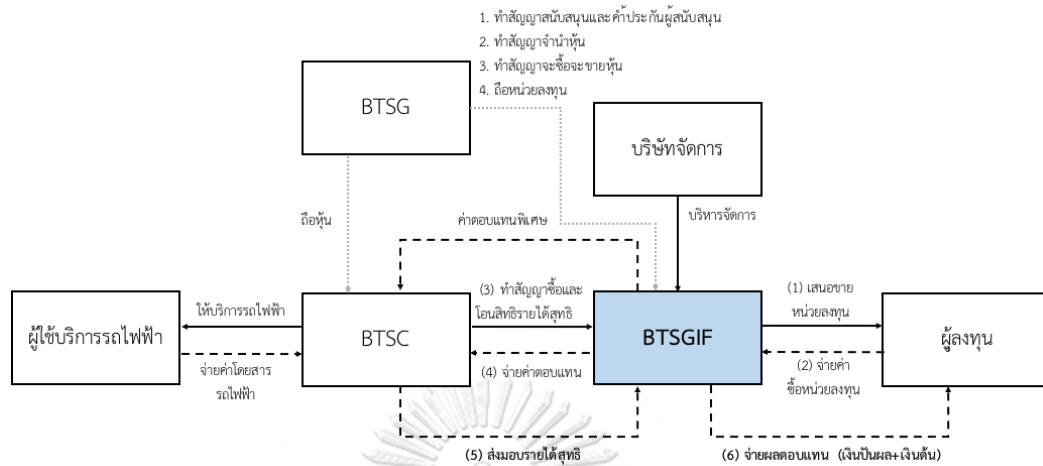 1. ทำสัญญาสนับสนุนและค้ำประกันผู้สนับสนุน
2. ทำสัญญาจำนำหุ้น
3. ทำสัญญาจะซื้อจะขายหุ้น
4. ถือหน่วยลงทุน
BTSG
บริษัทจัดการ
ถือหุ้น
ค่าตอบแทนพิเศษ
บริหารจัดการ
ผู้ใช้บริการรถไฟฟ้า
ให้บริการรถไฟฟ้า
จ่ายค่าโดยสาร
รถไฟฟ้า
BTSC
(3) ทำสัญญาซื้อและ
โอนสิทธิรายได้สุทธิ
(4) จ่ายค่าตอบแทน
BTSGIF
(1) เสนอขาย
หน่วยลงทุน
(2) จ่ายค่า
ซื้อหน่วยลงทุน
ผู้ลงทุน
(5) ส่งมอบรายได้สุทธิ
(6) จ่ายผลตอบแทน (เงินปันผล+เงินต้น)